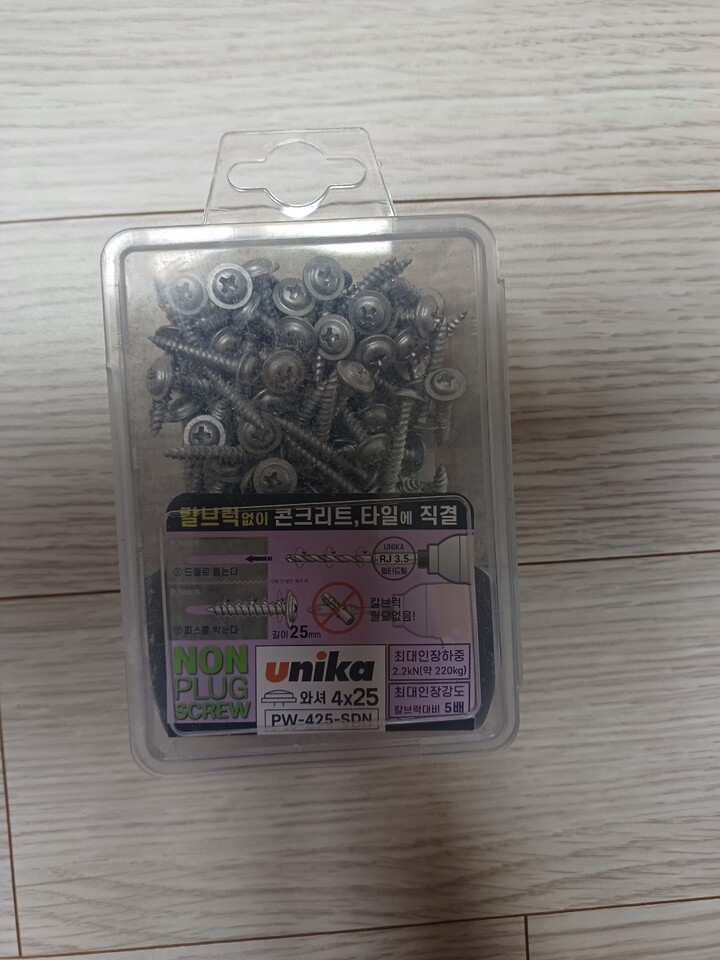 칼브럭없이 콘크리트,타일에 직결
UNIKA
RJ 3.5
멀티드릴
①드릴로 뚫는다
칼브럭
필요없음!
②피스를 박는다
길이25mm
NON
PLUG
SCREW
unika
와셔 4x25
PW-425-SDN
최대인장하중
2.2kN(약 220kg)
최대인장강도
칼브럭대비 5배